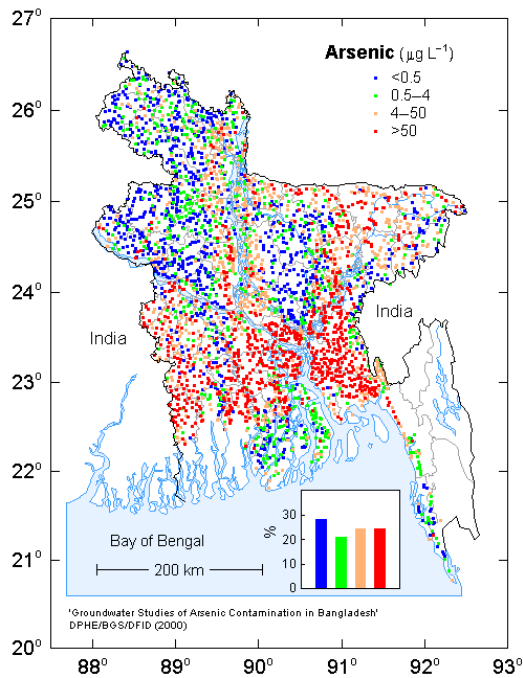 27°
Arsenic (µg L⁻¹)
<0.5
0.5–4
4–50
>50
26°
25°
24°
India
India
23°
22°
21°
20°
%
30
20
10
0
Bay of Bengal
200 km
'Groundwater Studies of Arsenic Contamination in Bangladesh'
DPHE/BGS/DFID (2000)
88° 89° 90° 91° 92° 93°